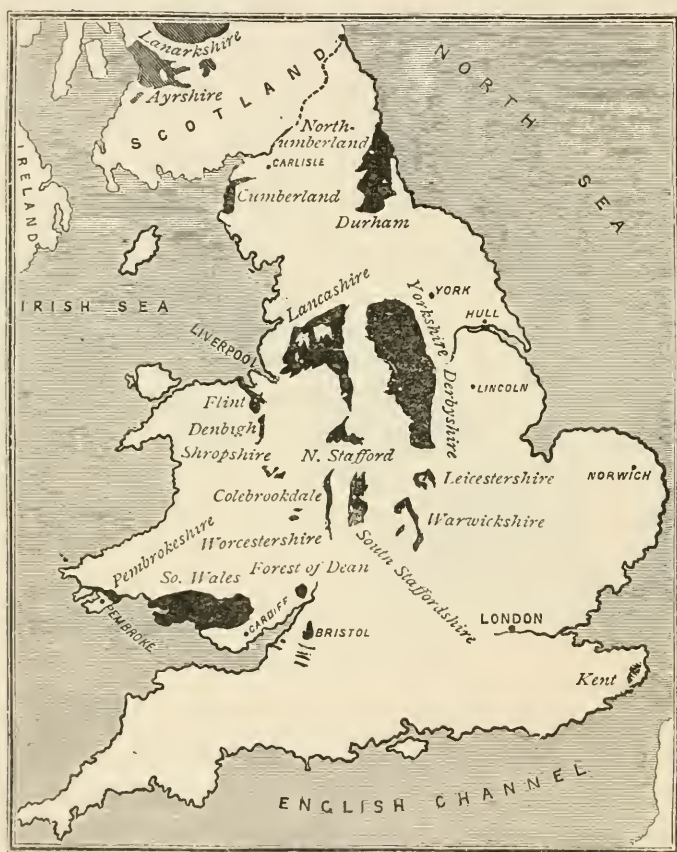 Lanarkshire
Ayrshire
SCOTLAND
NORTH SEA
IRELAND
North-
umberland
CARLISLE
Cumberland
Durham
IRISH SEA
Lancashire
YORK
Yorkshire
HULL
LIVERPOOL
Derbyshire
LINCOLN
Flint
Denbigh
Shropshire
N. Stafford
Leicestershire
NORWICH
Colebrookdale
Warwickshire
Worcestershire
Pembrokeshire
So. Wales
Forest of Dean
South Staffordshire
PEMBROKE
CARDIFF
BRISTOL
LONDON
Kent
ENGLISH CHANNEL